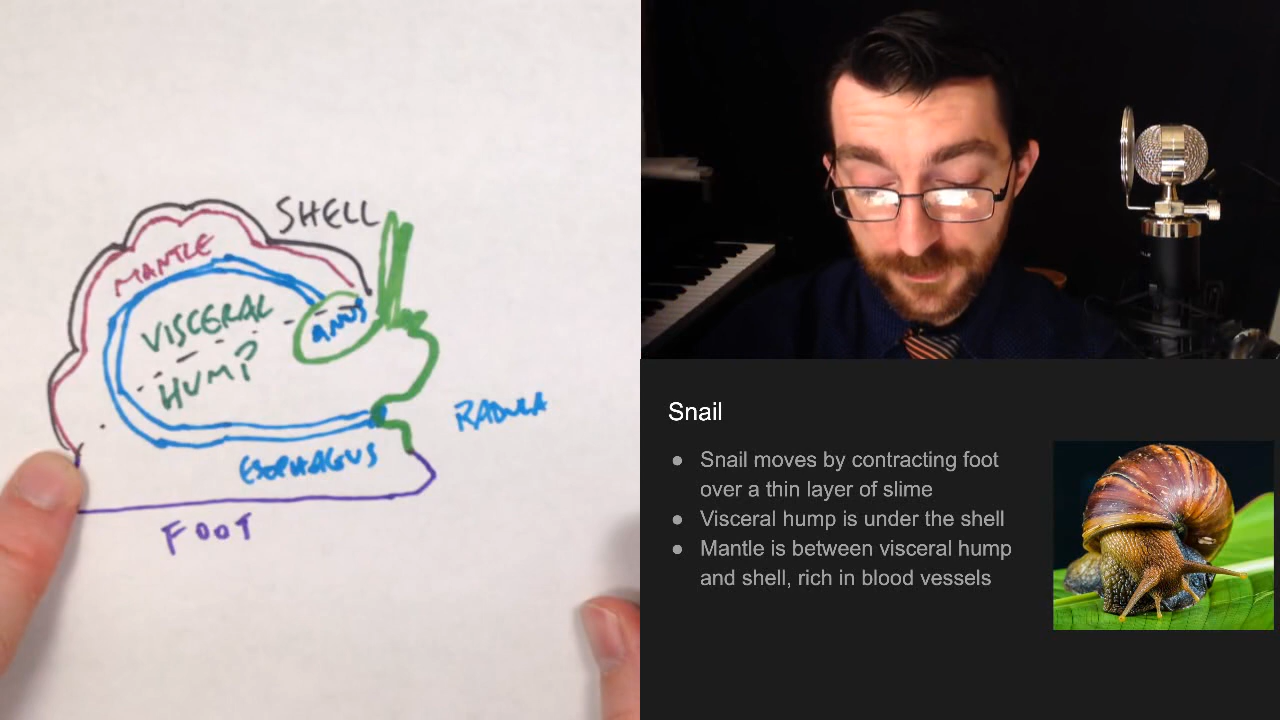 SHELL
MANTLE
VISCERAL
HUMP
ANUS
RADULA
ESOPHAGUS
FOOT
Snail
● Snail moves by contracting foot
over a thin layer of slime
● Visceral hump is under the shell
● Mantle is between visceral hump
and shell, rich in blood vessels